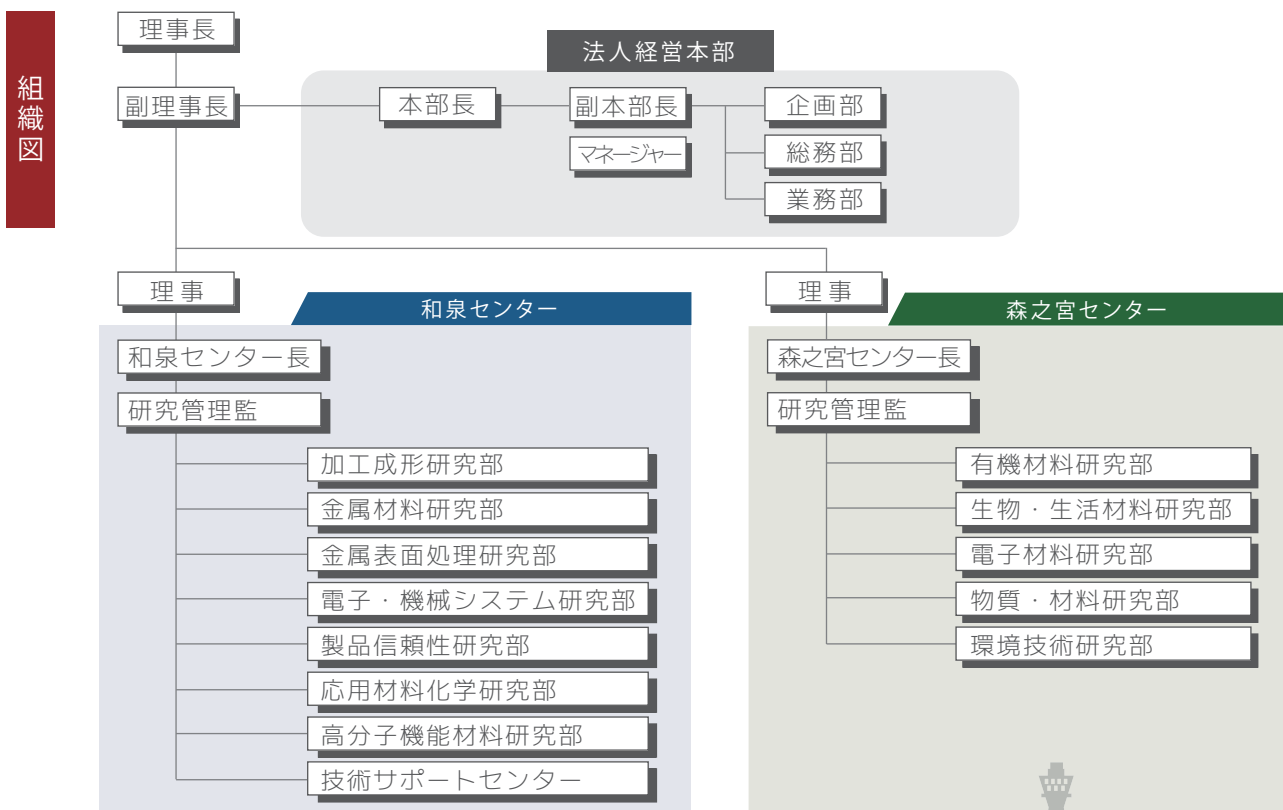 組織図
理事長
法人経営本部
副理事長
本部長
副本部長
マネージャー
企画部
総務部
業務部
理事
和泉センター
和泉センター長
研究管理監
加工成形研究部
金属材料研究部
金属表面処理研究部
電子・機械システム研究部
製品信頼性研究部
応用材料化学研究部
高分子機能材料研究部
技術サポートセンター
理事
森之宮センター
森之宮センター長
研究管理監
有機材料研究部
生物・生活材料研究部
電子材料研究部
物質・材料研究部
環境技術研究部